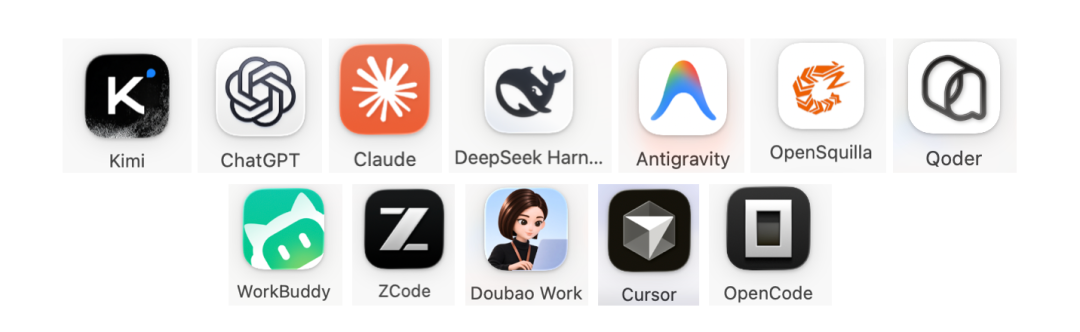 Kimi
ChatGPT
Claude
DeepSeek Harn...
Antigravity
OpenSquilla
Qoder
WorkBuddy
ZCode
Doubao Work
Cursor
OpenCode